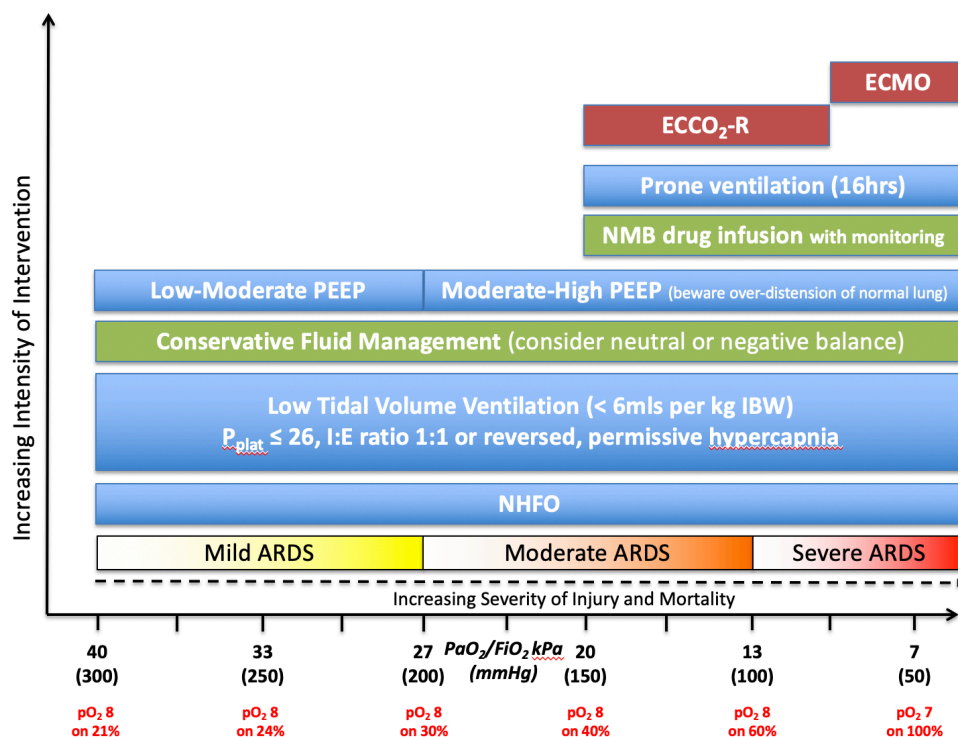 Increasing Intensity of Intervention
ECMO
ECCO₂-R
Prone ventilation (16hrs)
NMB drug infusion with monitoring
Low-Moderate PEEP
Moderate-High PEEP (beware over-distension of normal lung)
Conservative Fluid Management (consider neutral or negative balance)
Low Tidal Volume Ventilation (< 6mls per kg IBW)
Pplat ≤ 26, I:E ratio 1:1 or reversed, permissive hypercapnia
NHFO
Mild ARDS
Moderate ARDS
Severe ARDS
Increasing Severity of Injury and Mortality
40 33 27 PaO₂/FiO₂ kPa 20 13 7
(300) (250) (200) (mmHg) (150) (100) (50)
pO₂ 8 pO₂ 8 pO₂ 8 pO₂ 8 pO₂ 8 pO₂ 7
on 21% on 24% on 30% on 40% on 60% on 100%